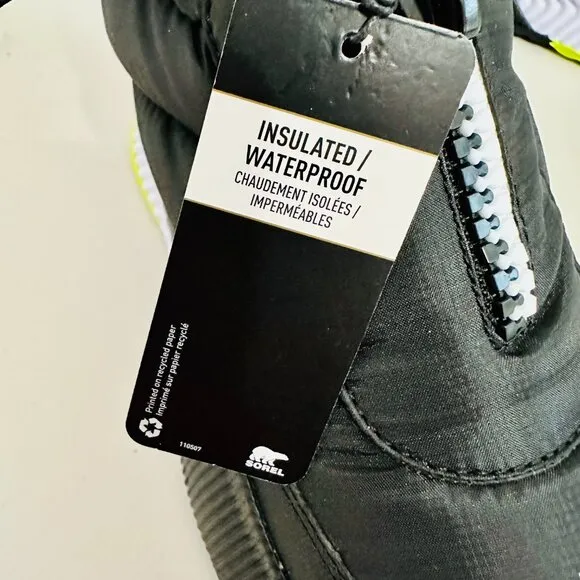 INSULATED /
WATERPROOF
CHAUDEMENT ISOLÉES /
IMPERMÉABLES
Printed on recycled paper
Imprimé sur papier recyclé
110507
SOREL